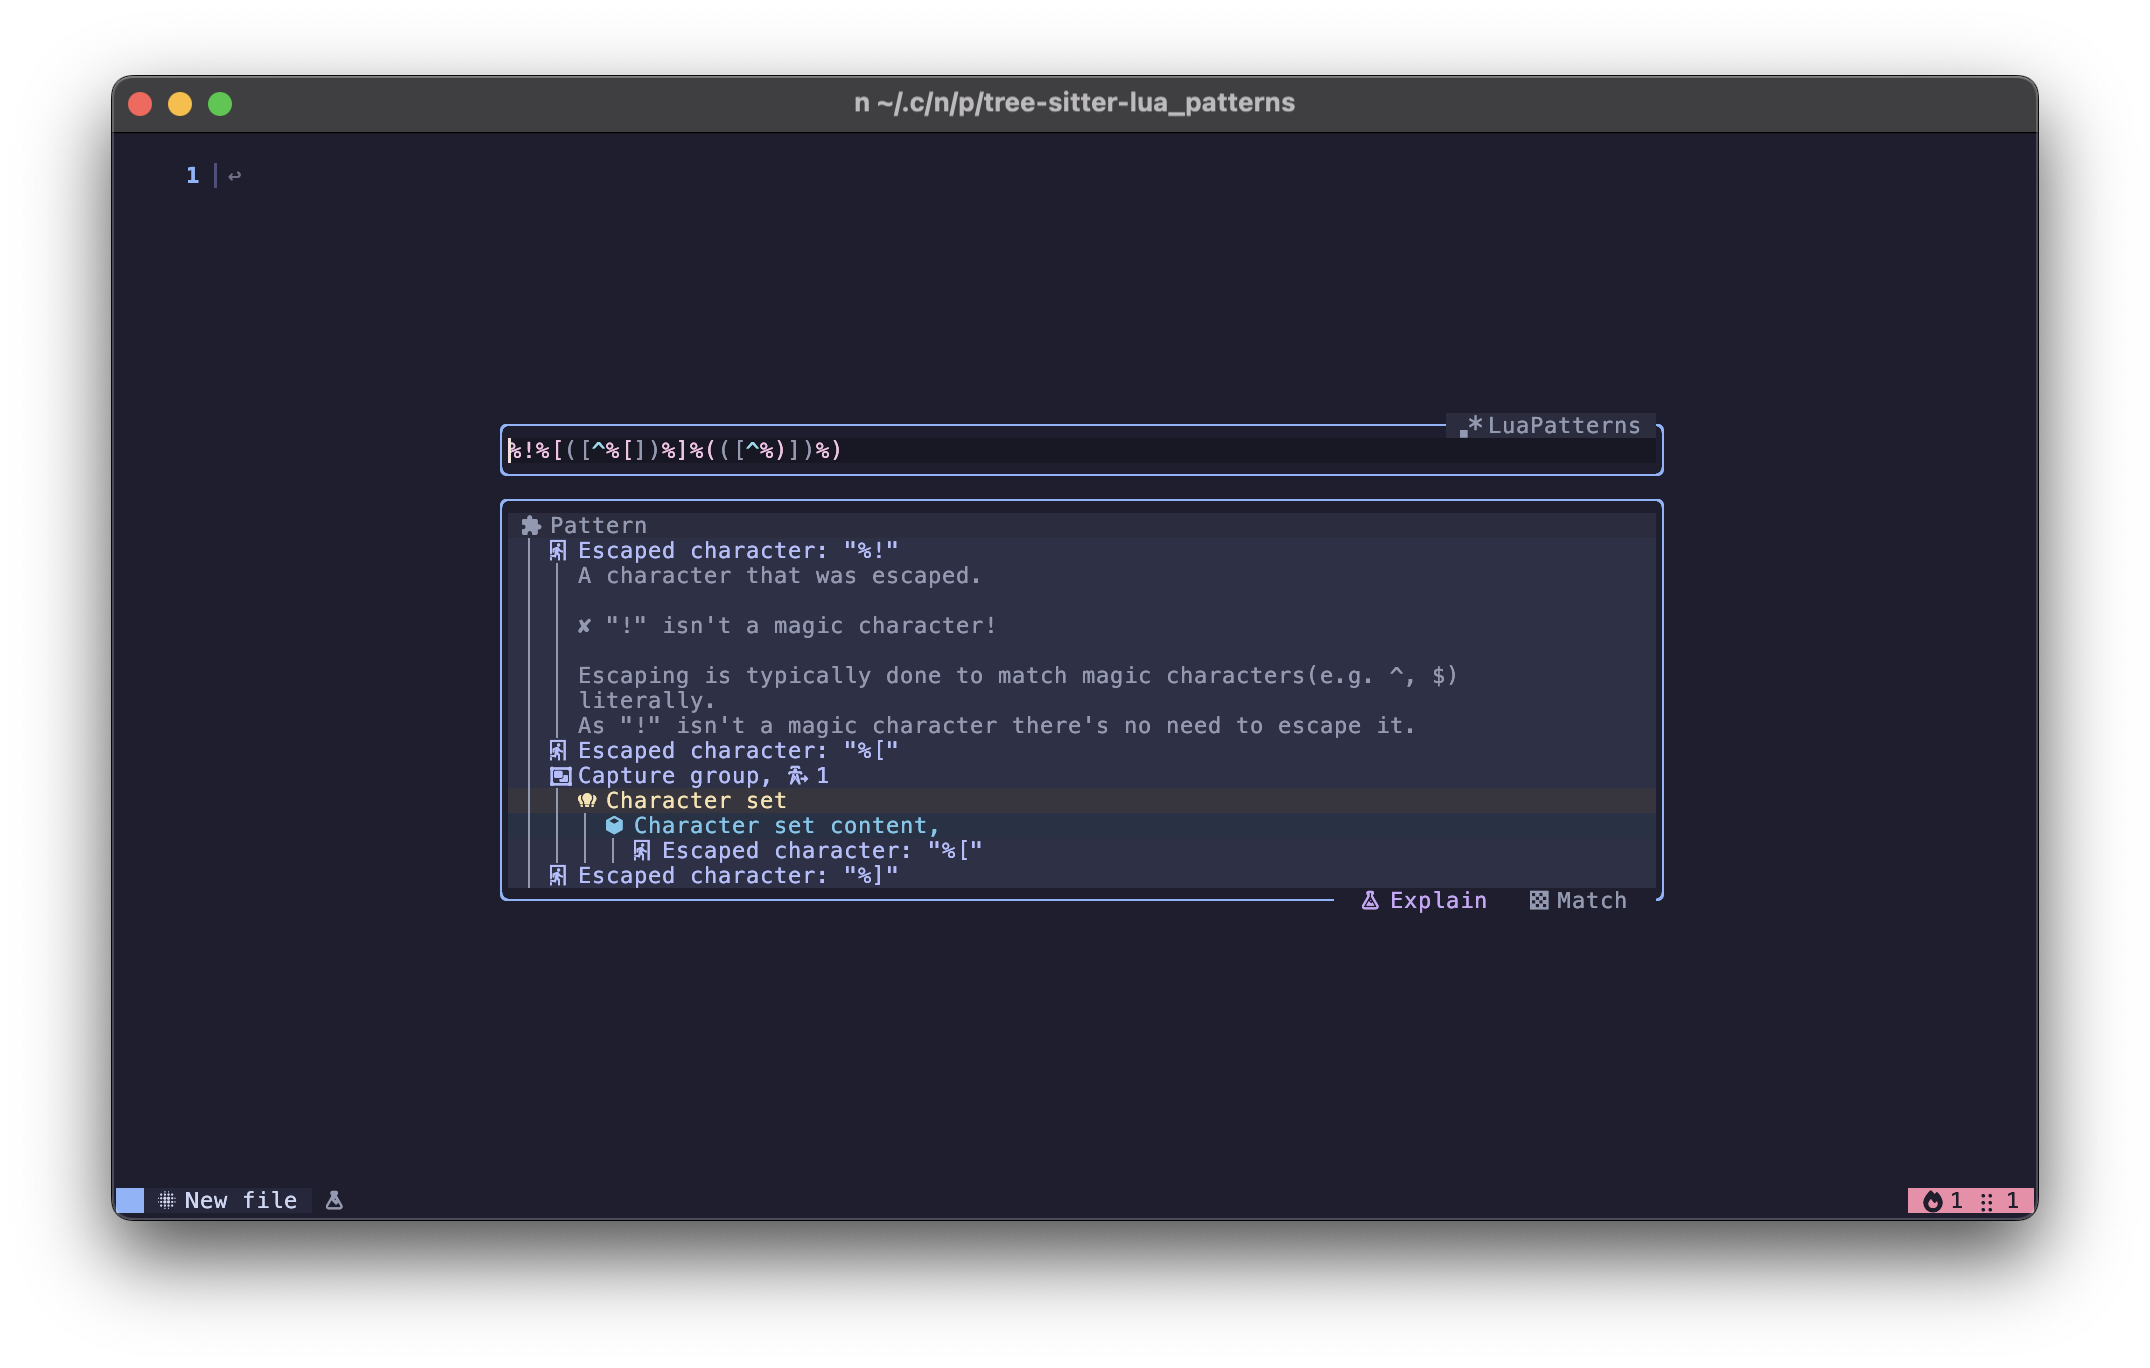 n ~/.c/n/p/tree-sitter-lua_patterns
1 ↩
.*LuaPatterns
%!%[([^%[])%]%(([^%)])%)
Pattern
Escaped character: "%!"
A character that was escaped.
✘ "!" isn't a magic character!
Escaping is typically done to match magic characters(e.g. ^, $)
literally.
As "!" isn't a magic character there's no need to escape it.
Escaped character: "%["
Capture group, 1
Character set
Character set content,
Escaped character: "%["
Escaped character: "%]"
Explain Match
New file 1 1